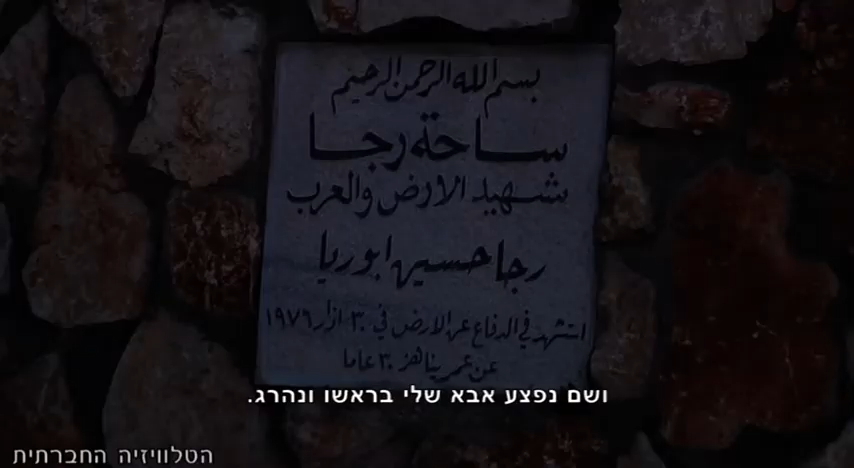 بسم الله الرحمن الرحيم
ساحة رجا
شهيد الارض والعرب
رجا حسين ابو ريا
استشهد في الدفاع عن الارض في ٣٠ اذار ١٩٧٦
عن عمر يناهز ٣٠ عاما
ושם נפצע אבא שלי בראשו ונהרג.
הטלוויזיה החברתית